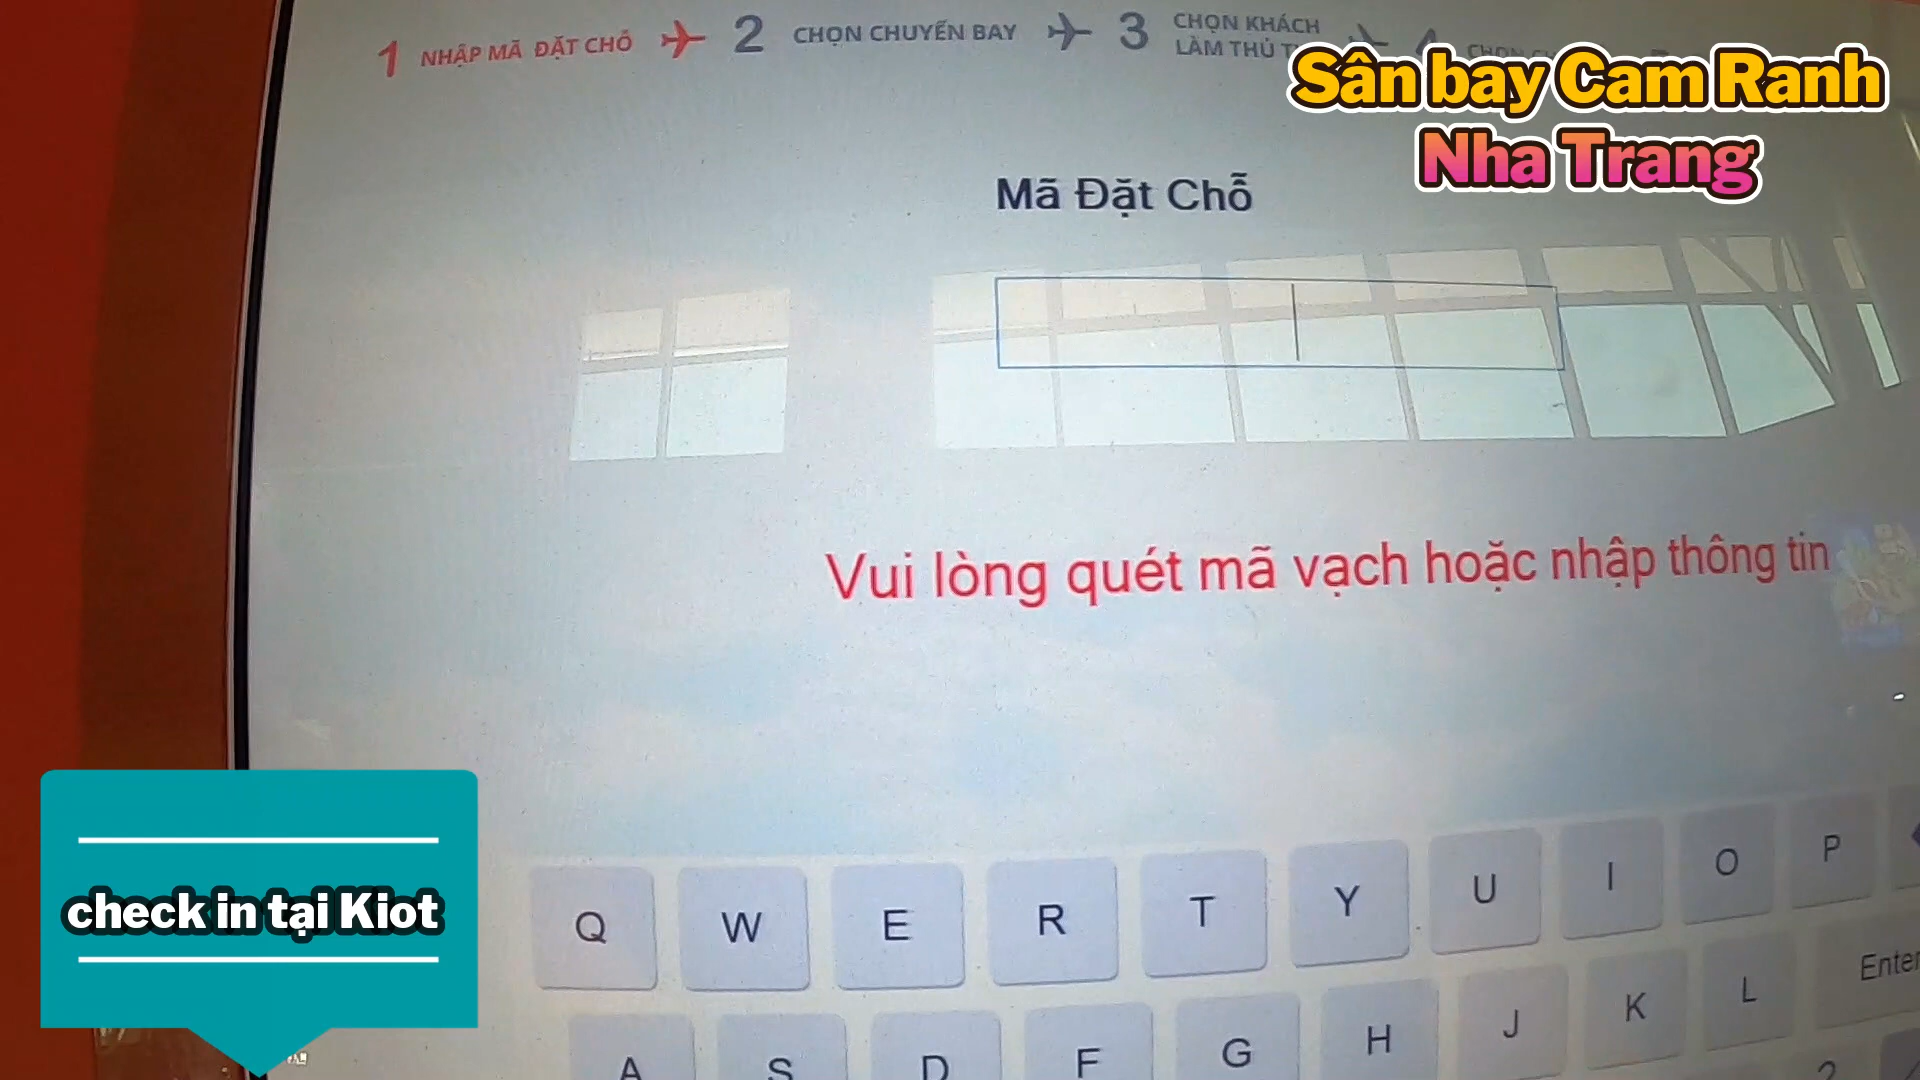 1 NHẬP MÃ ĐẶT CHỖ 2 CHỌN CHUYẾN BAY 3 CHỌN KHÁCH
LÀM THỦ
Sân bay Cam Ranh
Nha Trang
Mã Đặt Chỗ
Vui lòng quét mã vạch hoặc nhập thông tin
check in tại Kiot
Q W E R T Y U I O P
A S D F G H J K L Enter